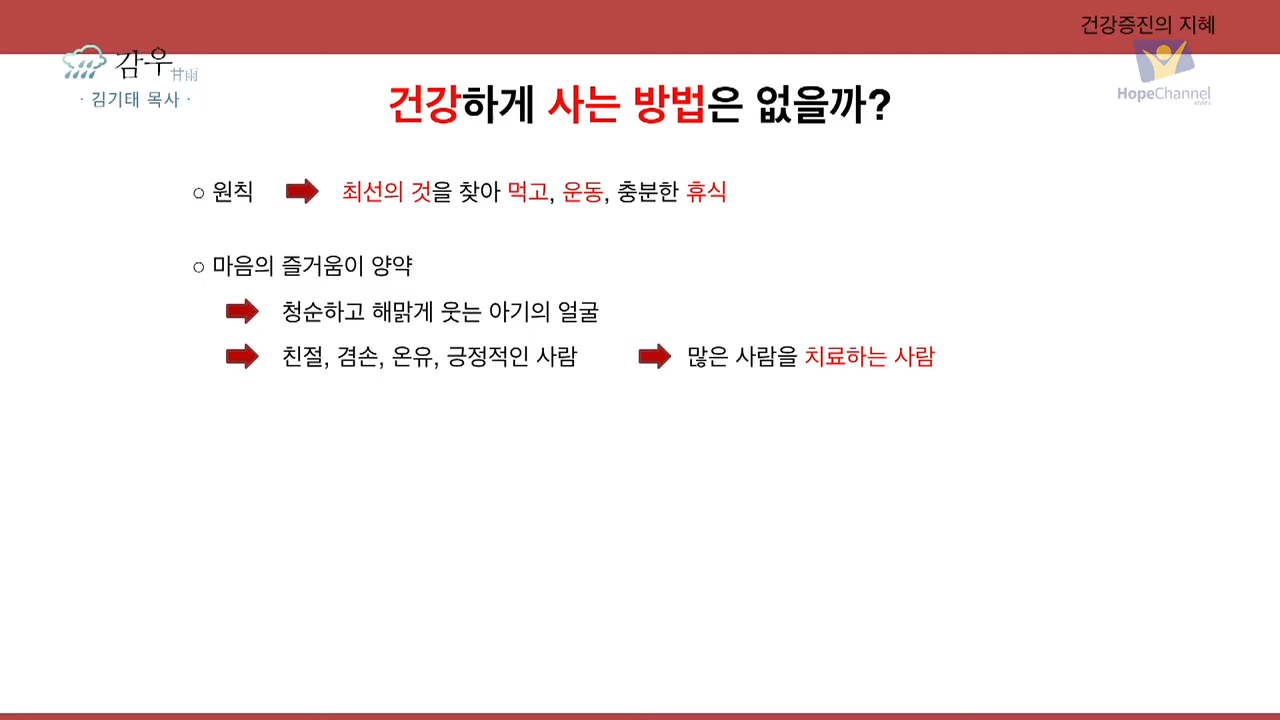 건강증진의 지혜
감우 甘雨
· 김기태 목사 ·
HopeChannel
KOREA
건강하게 사는 방법은 없을까?
○ 원칙 최선의 것을 찾아 먹고, 운동, 충분한 휴식
○ 마음의 즐거움이 양약
청순하고 해맑게 웃는 아기의 얼굴
친절, 겸손, 온유, 긍정적인 사람 많은 사람을 치료하는 사람